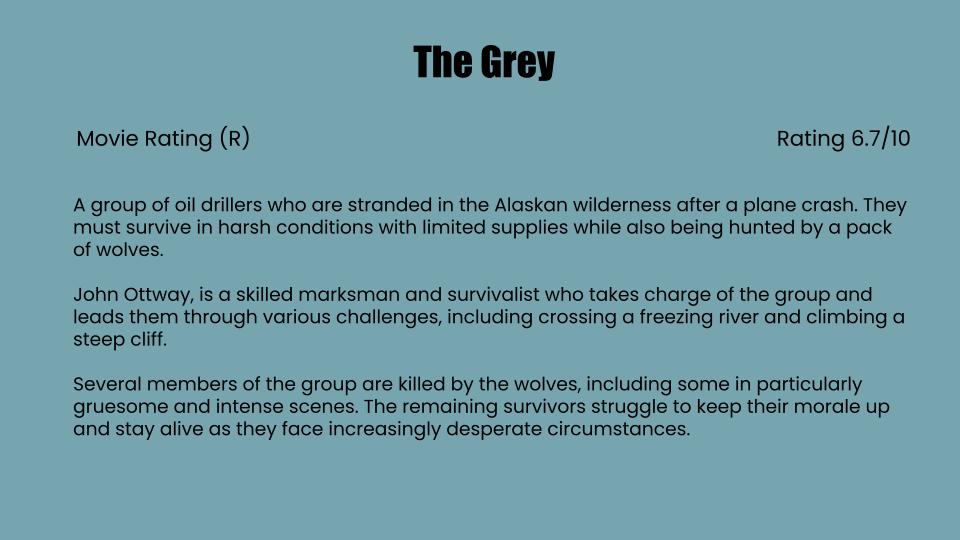 The Grey
Movie Rating (R)
Rating 6.7/10
A group of oil drillers who are stranded in the Alaskan wilderness after a plane crash. They
must survive in harsh conditions with limited supplies while also being hunted by a pack
of wolves.
John Ottway, is a skilled marksman and survivalist who takes charge of the group and
leads them through various challenges, including crossing a freezing river and climbing a
steep cliff.
Several members of the group are killed by the wolves, including some in particularly
gruesome and intense scenes. The remaining survivors struggle to keep their morale up
and stay alive as they face increasingly desperate circumstances.